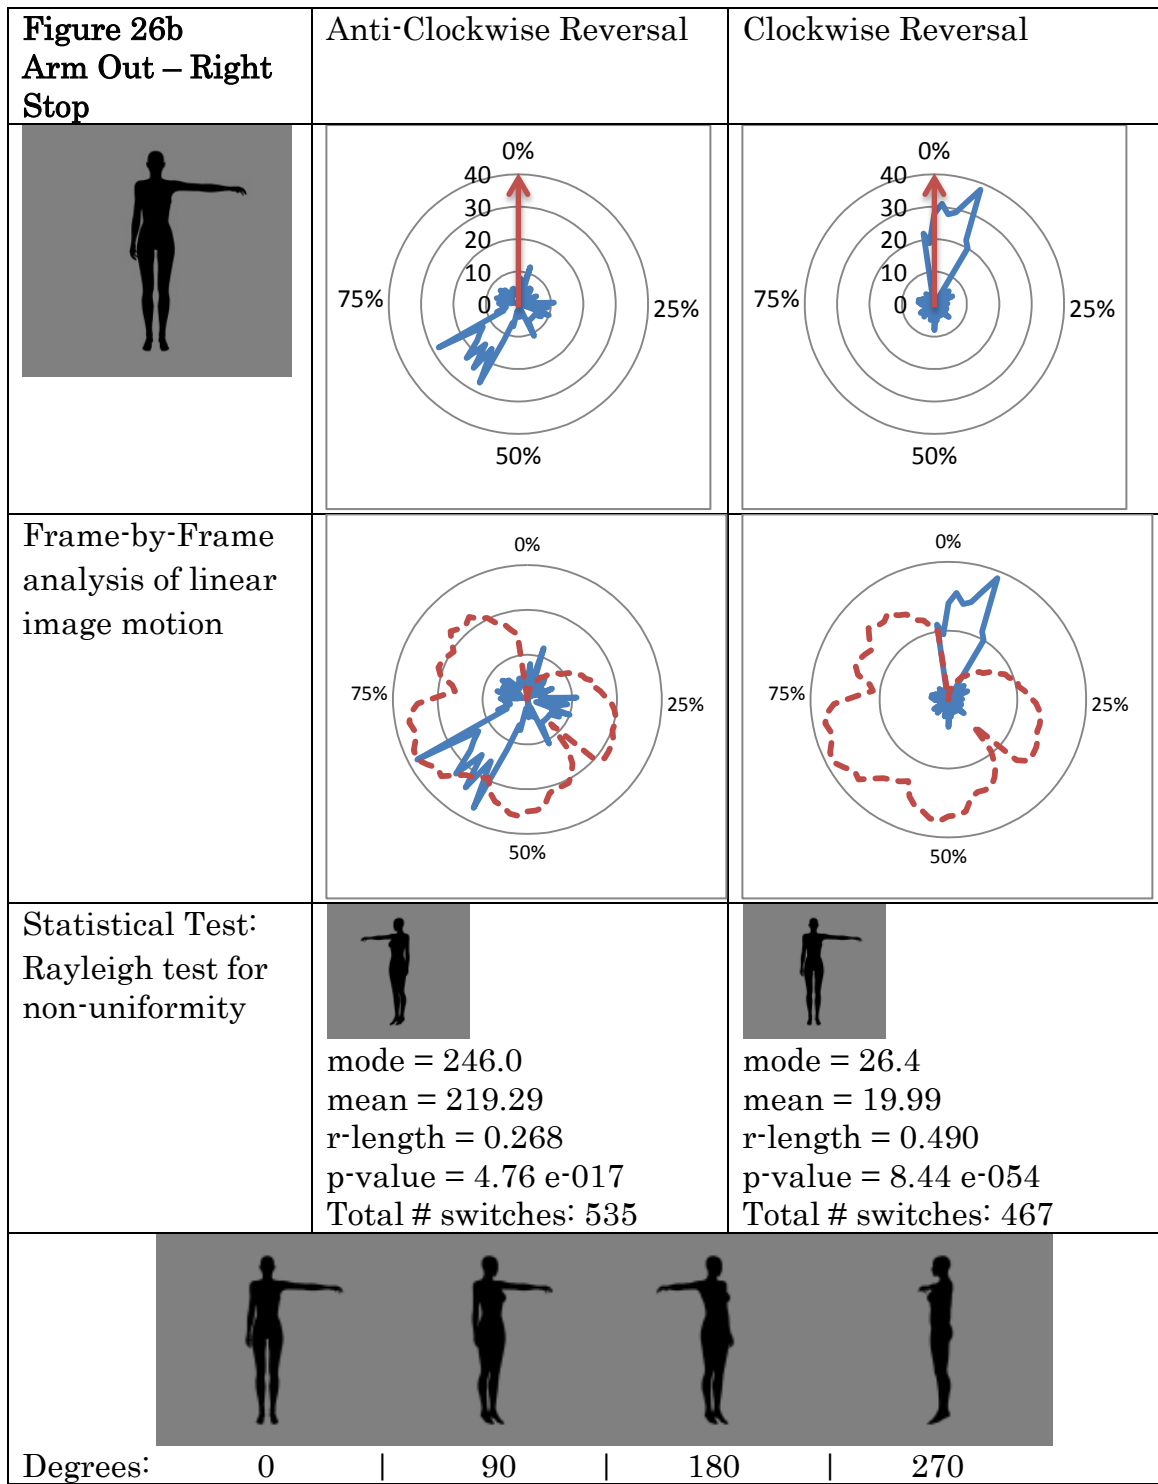 Figure 26b
Arm Out – Right
Stop
Anti-Clockwise Reversal
Clockwise Reversal
0%
40
30
20
10
0
75%
25%
50%
0%
40
30
20
10
0
75%
25%
50%
Frame-by-Frame
analysis of linear
image motion
0%
75%
25%
50%
0%
75%
25%
50%
Statistical Test:
Rayleigh test for
non-uniformity
mode = 246.0
mean = 219.29
r-length = 0.268
p-value = 4.76 e-017
Total # switches: 535
mode = 26.4
mean = 19.99
r-length = 0.490
p-value = 8.44 e-054
Total # switches: 467
Degrees: 0 | 90 | 180 | 270